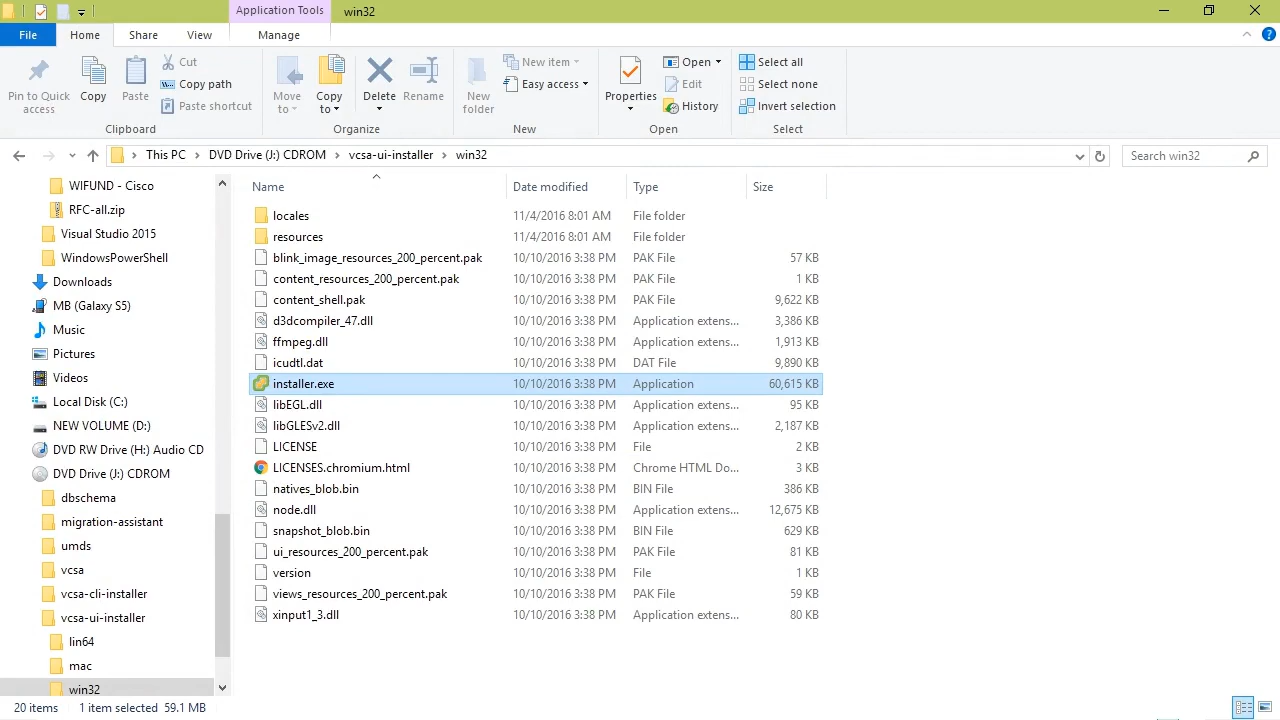 Application Tools
win32
File
Home
Share
View
Manage
Pin to Quick access
Copy
Paste
Cut
Copy path
Paste shortcut
Clipboard
Move to
Copy to
Delete
Rename
Organize
New folder
New item
Easy access
New
Properties
Open
Edit
History
Open
Select all
Select none
Invert selection
Select
This PC > DVD Drive (J:) CDROM > vcsa-ui-installer > win32
Search win32
WIFUND - Cisco
RFC-all.zip
Visual Studio 2015
WindowsPowerShell
Downloads
MB (Galaxy S5)
Music
Pictures
Videos
Local Disk (C:)
NEW VOLUME (D:)
DVD RW Drive (H:) Audio CD
DVD Drive (J:) CDROM
dbschema
migration-assistant
umds
vcsa
vcsa-cli-installer
vcsa-ui-installer
lin64
mac
win32
Name Date modified Type Size
locales 11/4/2016 8:01 AM File folder
resources 11/4/2016 8:01 AM File folder
blink_image_resources_200_percent.pak 10/10/2016 3:38 PM PAK File 57 KB
content_resources_200_percent.pak 10/10/2016 3:38 PM PAK File 1 KB
content_shell.pak 10/10/2016 3:38 PM PAK File 9,622 KB
d3dcompiler_47.dll 10/10/2016 3:38 PM Application extens... 3,386 KB
ffmpeg.dll 10/10/2016 3:38 PM Application extens... 1,913 KB
icudtl.dat 10/10/2016 3:38 PM DAT File 9,890 KB
installer.exe 10/10/2016 3:38 PM Application 60,615 KB
libEGL.dll 10/10/2016 3:38 PM Application extens... 95 KB
libGLESv2.dll 10/10/2016 3:38 PM Application extens... 2,187 KB
LICENSE 10/10/2016 3:38 PM File 2 KB
LICENSES.chromium.html 10/10/2016 3:38 PM Chrome HTML Do... 3 KB
natives_blob.bin 10/10/2016 3:38 PM BIN File 386 KB
node.dll 10/10/2016 3:38 PM Application extens... 12,675 KB
snapshot_blob.bin 10/10/2016 3:38 PM BIN File 629 KB
ui_resources_200_percent.pak 10/10/2016 3:38 PM PAK File 81 KB
version 10/10/2016 3:38 PM File 1 KB
views_resources_200_percent.pak 10/10/2016 3:38 PM PAK File 59 KB
xinput1_3.dll 10/10/2016 3:38 PM Application extens... 80 KB
20 items 1 item selected 59.1 MB